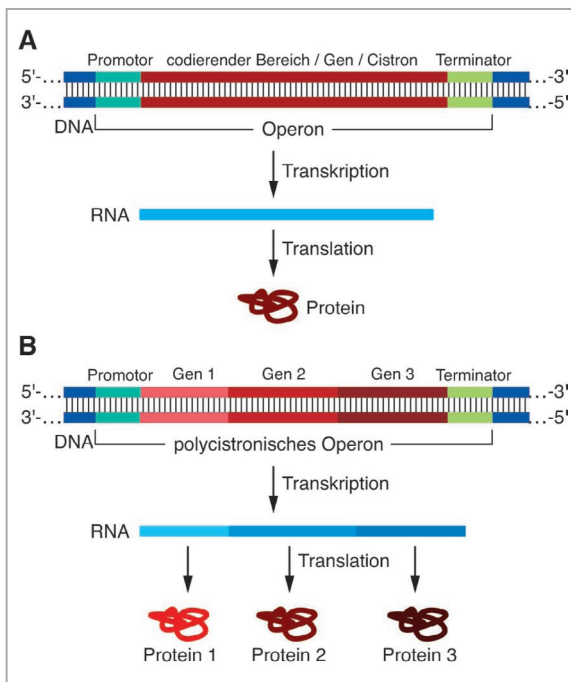 A
Promotor codierender Bereich / Gen / Cistron Terminator
5'-... ...-3'
3'-... ...-5'
DNA Operon
Transkription
RNA
Translation
Protein
B
Promotor Gen 1 Gen 2 Gen 3 Terminator
5'-... ...-3'
3'-... ...-5'
DNA polycistronisches Operon
Transkription
RNA
Translation
Protein 1 Protein 2 Protein 3